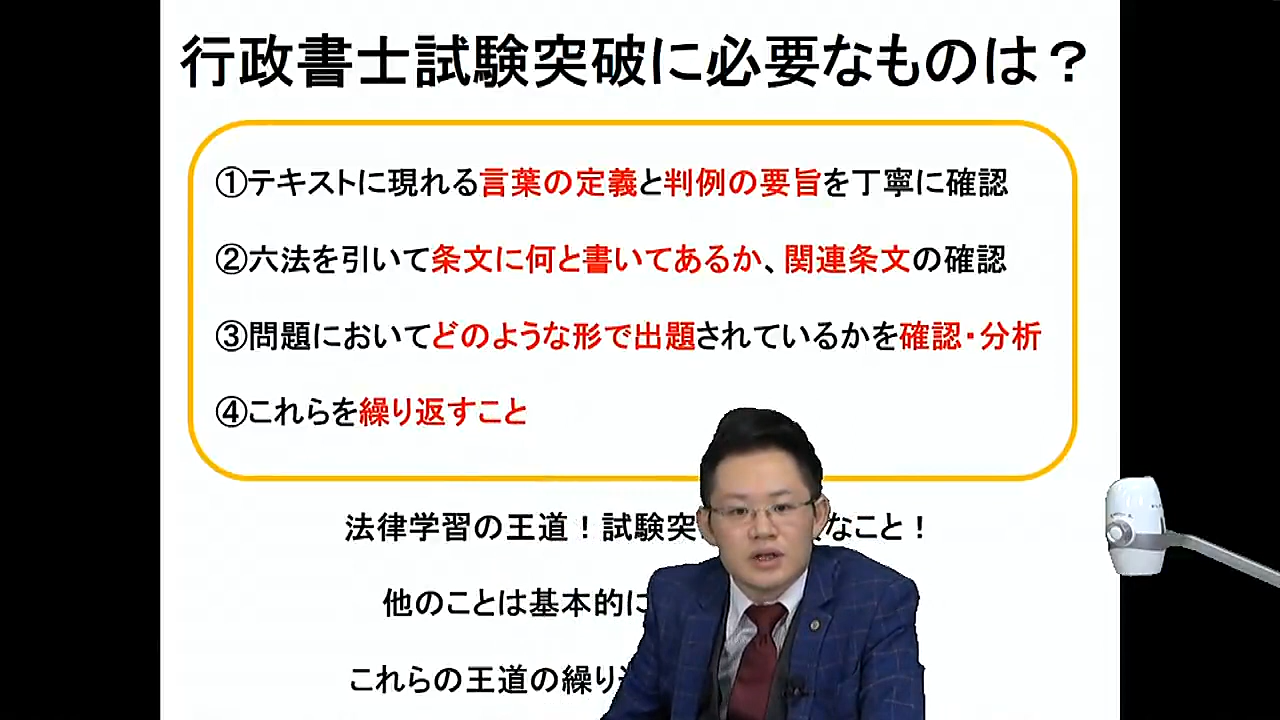 行政書士試験突破に必要なものは？
①テキストに現れる言葉の定義と判例の要旨を丁寧に確認
②六法を引いて条文に何と書いてあるか、関連条文の確認
③問題においてどのような形で出題されているかを確認・分析
④これらを繰り返すこと
法律学習の王道！試験突 なこと！
他のことは基本的に
これらの王道の繰り